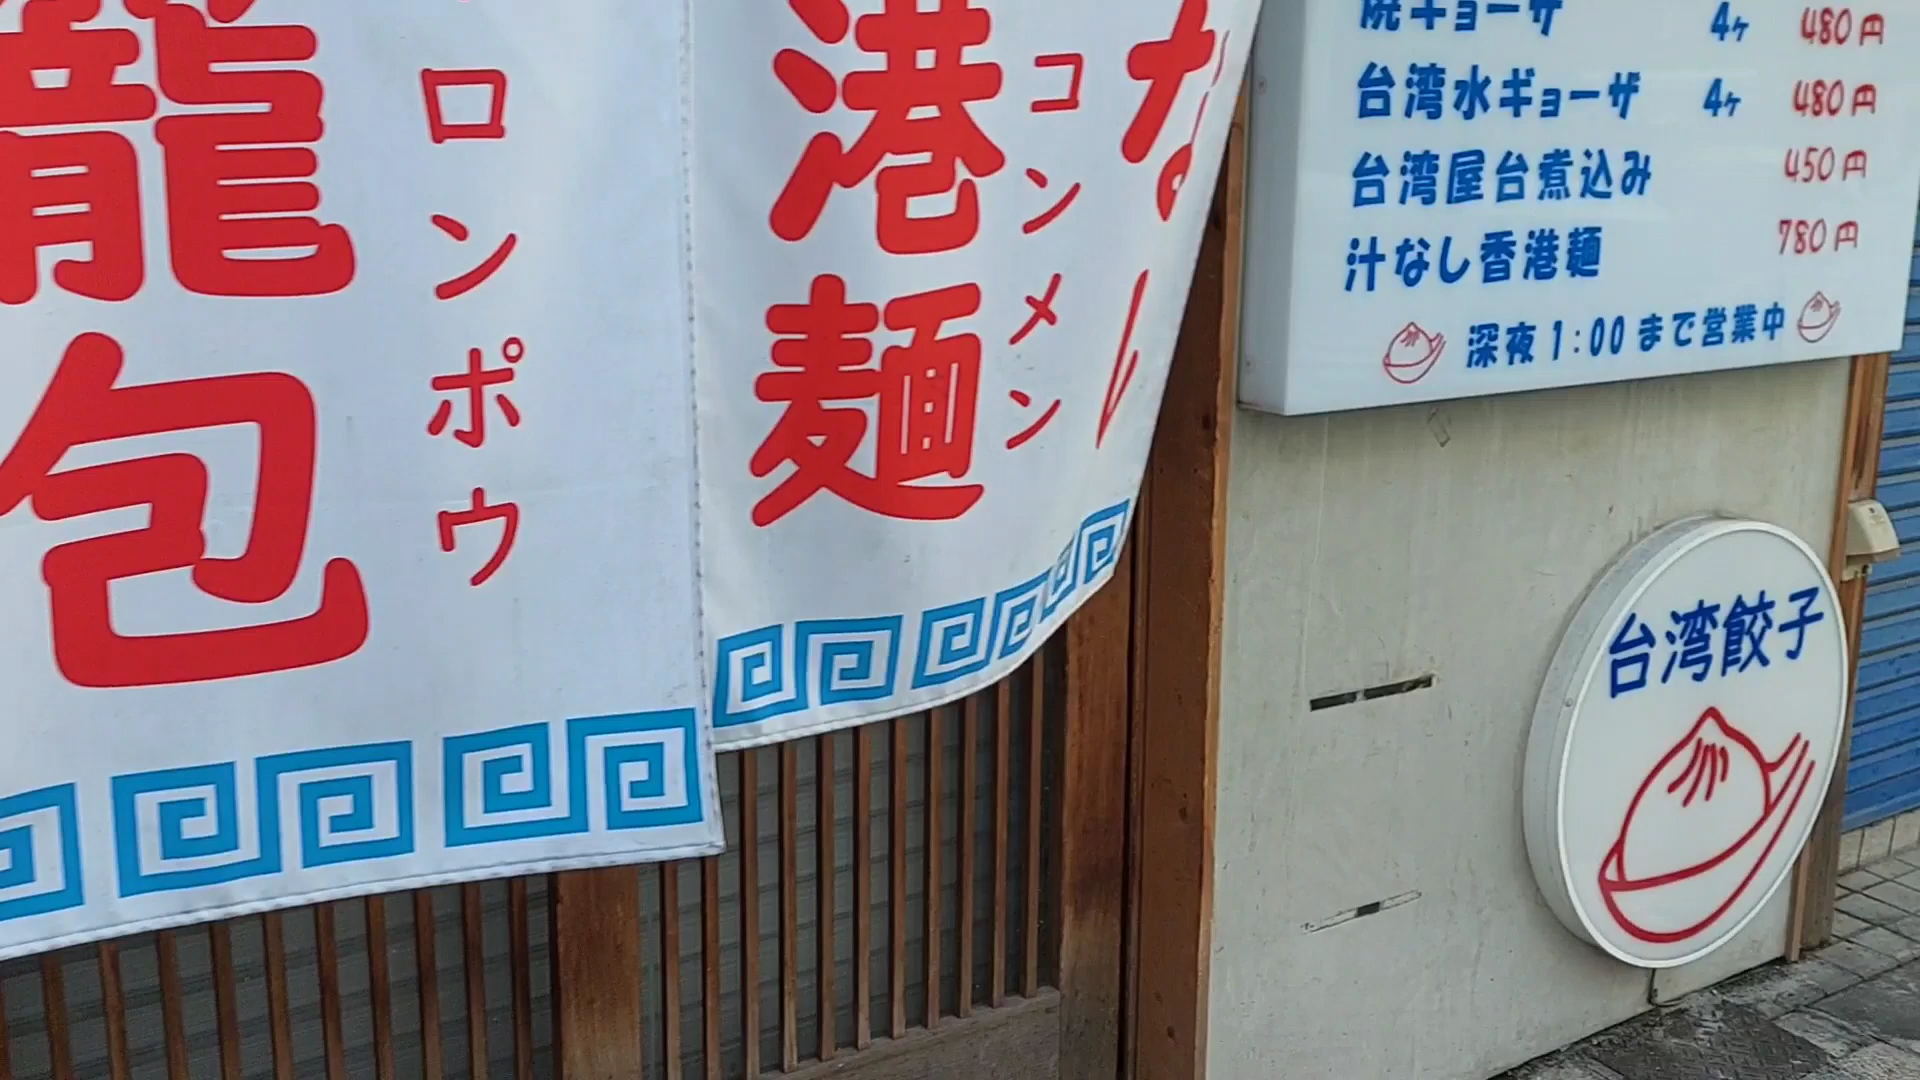 龍包
ロンポウ
港麺
コンメン
な
焼ギョーザ 4ヶ 480円
台湾水ギョーザ 4ヶ 480円
台湾屋台煮込み 450円
汁なし香港麺 780円
深夜1:00まで営業中
台湾餃子